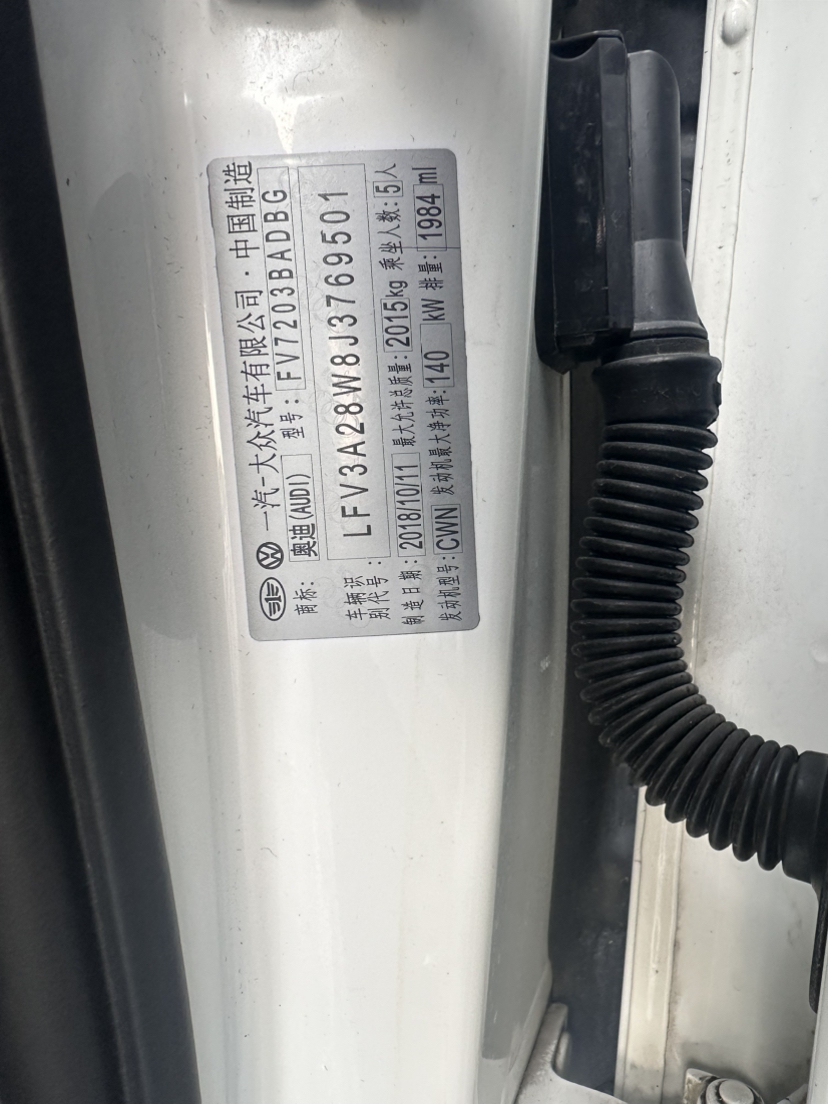 一汽-大众汽车有限公司·中国制造
商标: 奥迪(AUDI) 型号: FV7203BADBG
车辆识别代号: LFV3A28W8J3769501
制造日期: 2018/10/11 最大允许总质量: 2015kg 乘坐人数: 5人
发动机型号: CWN 发动机最大净功率: 140 kW 排量: 1984 ml